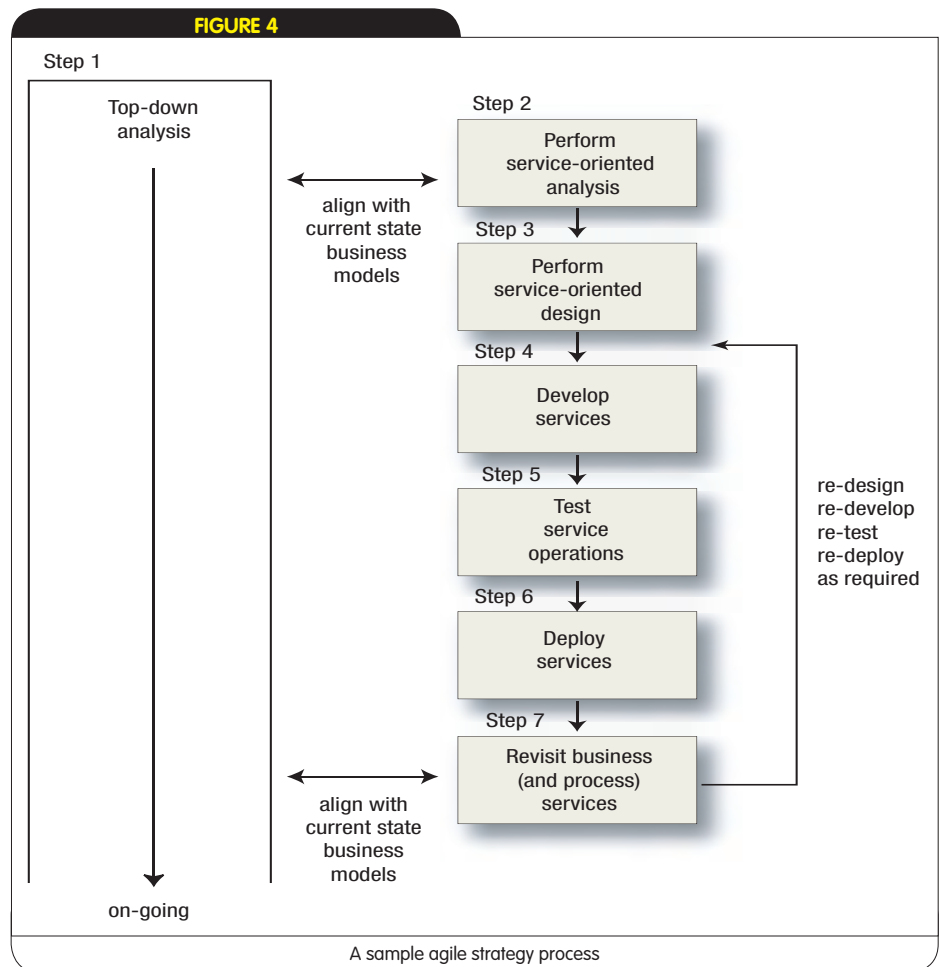 FIGURE 4
Step 1
Top-down
analysis
on-going
align with
current state
business
models
align with
current state
business
models
Step 2
Perform
service-oriented
analysis
Step 3
Perform
service-oriented
design
Step 4
Develop
services
Step 5
Test
service
operations
Step 6
Deploy
services
Step 7
Revisit business
(and process)
services
re-design
re-develop
re-test
re-deploy
as required
A sample agile strategy process